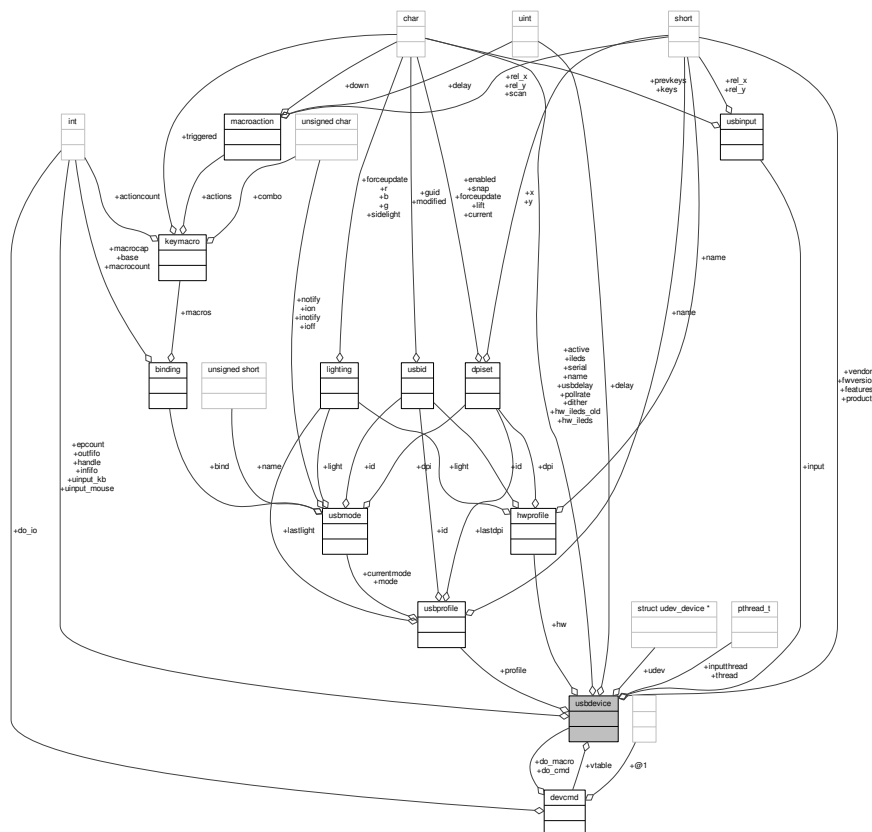 char
uint
short
+down
+delay
+rel_x
+rel_y
+scan
+prevkeys
+keys
+rel_x
+rel_y
int
macroaction
unsigned char
usbinput
+triggered
+actioncount
+actions
+combo
+forceupdate
+r
+b
+g
+sidelight
+guid
+modified
+enabled
+snap
+forceupdate
+lift
+current
+x
+y
keymacro
+macrocap
+base
+macrocount
+name
+macros
+notify
+ion
+inotify
+ioff
+name
+active
+ileds
+serial
+name
+usbdelay
+pollrate
+dither
+hw_ileds_old
+hw_ileds
+delay
+vendor
+fwversion
+features
+product
binding
unsigned short
lighting
usbid
dpiset
+epcount
+outfifo
+handle
+infifo
+uinput_kb
+uinput_mouse
+bind
+name
+light
+id
+dpi
+light
+id
+dpi
+input
usbmode
hwprofile
+do_io
+lastlight
+id
+lastdpi
+currentmode
+mode
usbprofile
struct udev_device *
pthread_t
+hw
+profile
+udev
+inputthread
+thread
usbdevice
+do_macro
+do_cmd
+vtable
+@1
devcmd